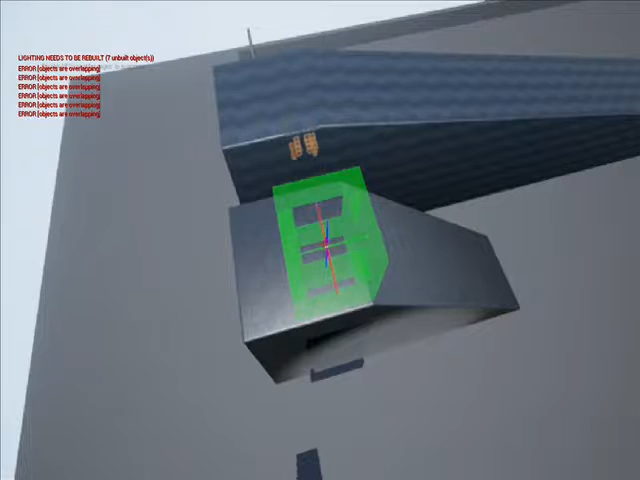 LIGHTING NEEDS TO BE REBUILT (7 unbuilt object(s))
ERROR [objects are overlapping]
ERROR [objects are overlapping]
ERROR [objects are overlapping]
ERROR [objects are overlapping]
ERROR [objects are overlapping]
ERROR [objects are overlapping]